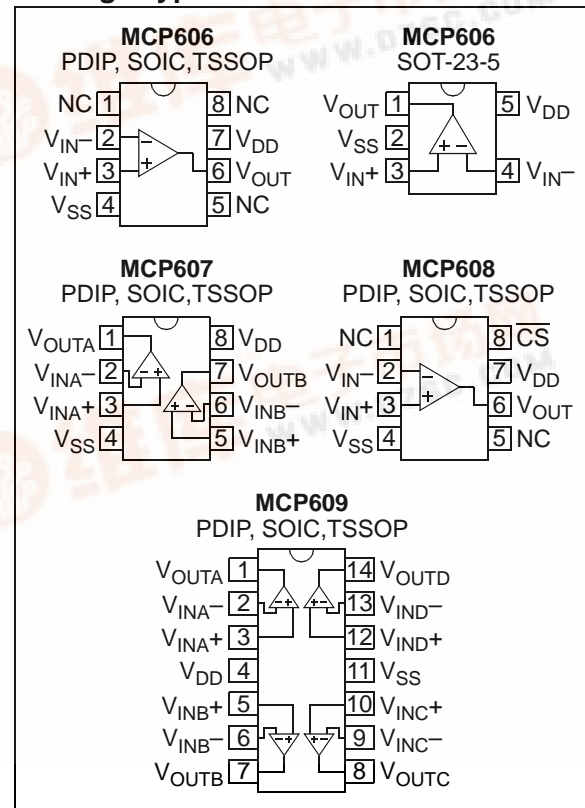 MCP606
PDIP, SOIC,TSSOP
NC 1
8 NC
VIN– 2
7 VDD
VIN+ 3
6 VOUT
VSS 4
5 NC
MCP606
SOT-23-5
VOUT 1
5 VDD
VSS 2
VIN+ 3
4 VIN–
MCP607
PDIP, SOIC,TSSOP
VOUTA 1
8 VDD
VINA– 2
7 VOUTB
VINA+ 3
6 VINB–
VSS 4
5 VINB+
MCP608
PDIP, SOIC,TSSOP
NC 1
8 CS
VIN– 2
7 VDD
VIN+ 3
6 VOUT
VSS 4
5 NC
MCP609
PDIP, SOIC,TSSOP
VOUTA 1
14 VOUTD
VINA– 2
13 VIND–
VINA+ 3
12 VIND+
VDD 4
11 VSS
VINB+ 5
10 VINC+
VINB– 6
9 VINC–
VOUTB 7
8 VOUTC